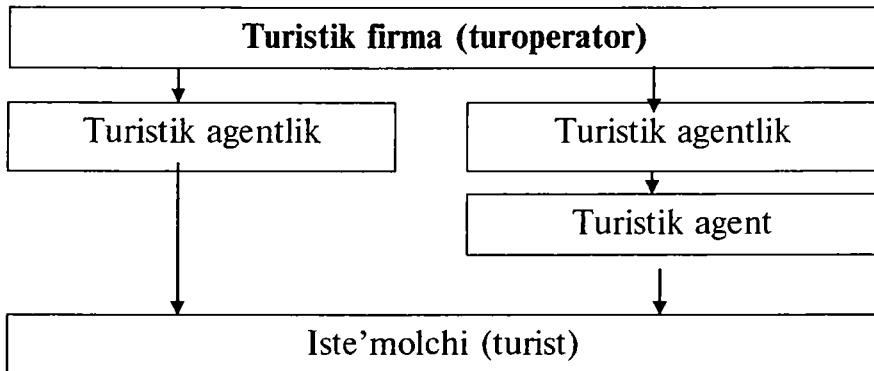 Turistik firma (turoperator)
Turistik agentlik
Turistik agentlik
Turistik agent
Iste’molchi (turist)